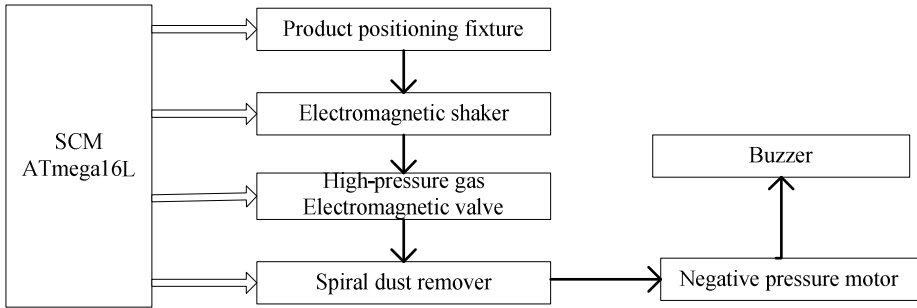 Product positioning fixture
Electromagnetic shaker
SCM
ATmega16L
High-pressure gas
Electromagnetic valve
Spiral dust remover
Buzzer
Negative pressure motor